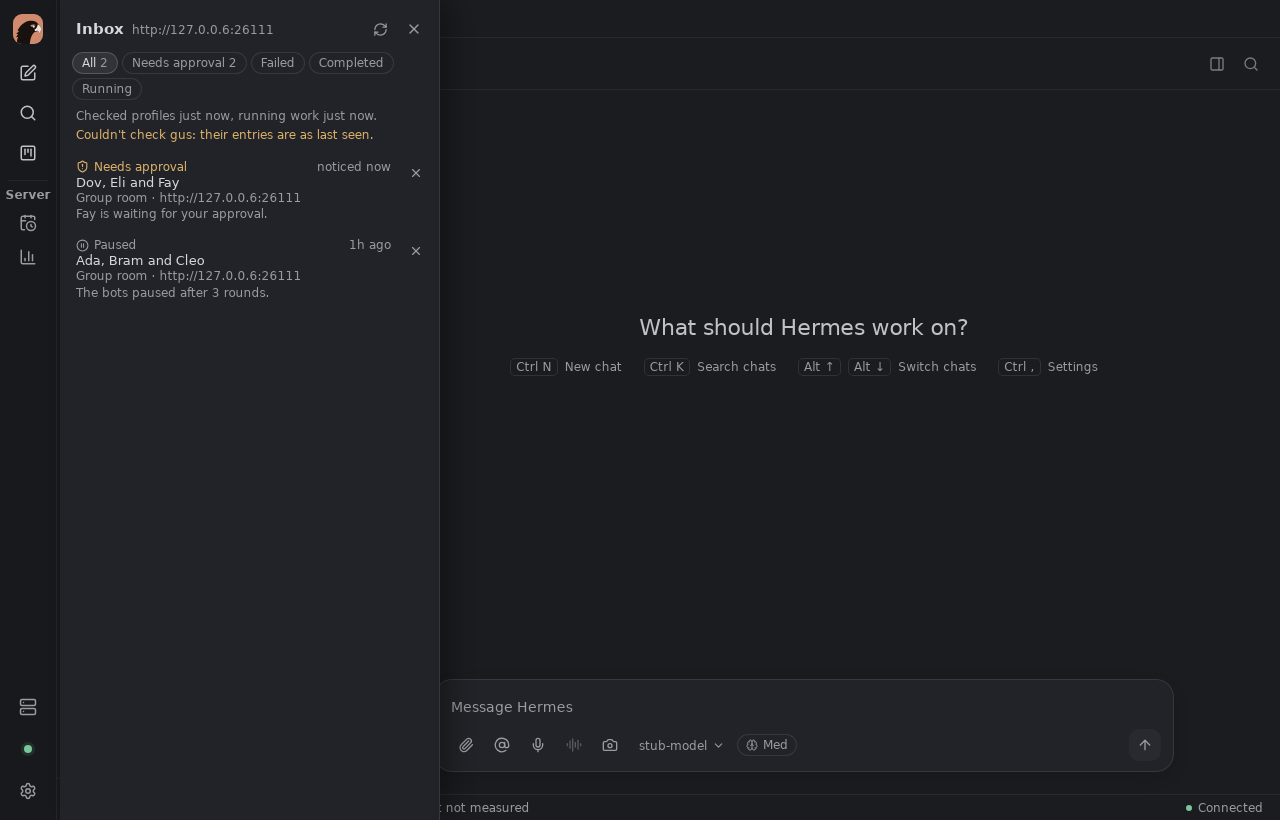 Inbox http://127.0.0.6:26111
All 2 Needs approval 2 Failed Completed
Running
Checked profiles just now, running work just now.
Couldn't check gus: their entries are as last seen.
Needs approval noticed now
Dov, Eli and Fay
Group room · http://127.0.0.6:26111
Fay is waiting for your approval.
Paused 1h ago
Ada, Bram and Cleo
Group room · http://127.0.0.6:26111
The bots paused after 3 rounds.
Server
What should Hermes work on?
Ctrl N New chat Ctrl K Search chats Alt ↑ Alt ↓ Switch chats Ctrl , Settings
Message Hermes
stub-model Med
not measured Connected